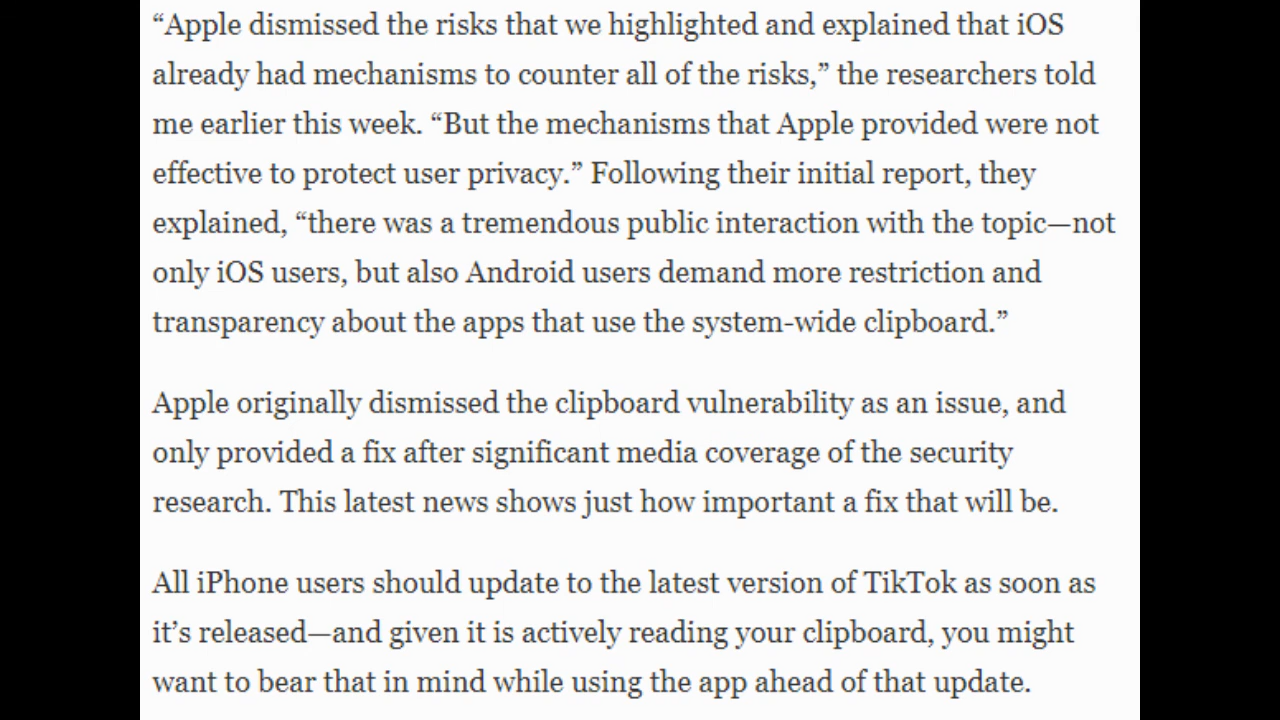 “Apple dismissed the risks that we highlighted and explained that iOS
already had mechanisms to counter all of the risks,” the researchers told
me earlier this week. “But the mechanisms that Apple provided were not
effective to protect user privacy.” Following their initial report, they
explained, “there was a tremendous public interaction with the topic—not
only iOS users, but also Android users demand more restriction and
transparency about the apps that use the system-wide clipboard.”
Apple originally dismissed the clipboard vulnerability as an issue, and
only provided a fix after significant media coverage of the security
research. This latest news shows just how important a fix that will be.
All iPhone users should update to the latest version of TikTok as soon as
it’s released—and given it is actively reading your clipboard, you might
want to bear that in mind while using the app ahead of that update.